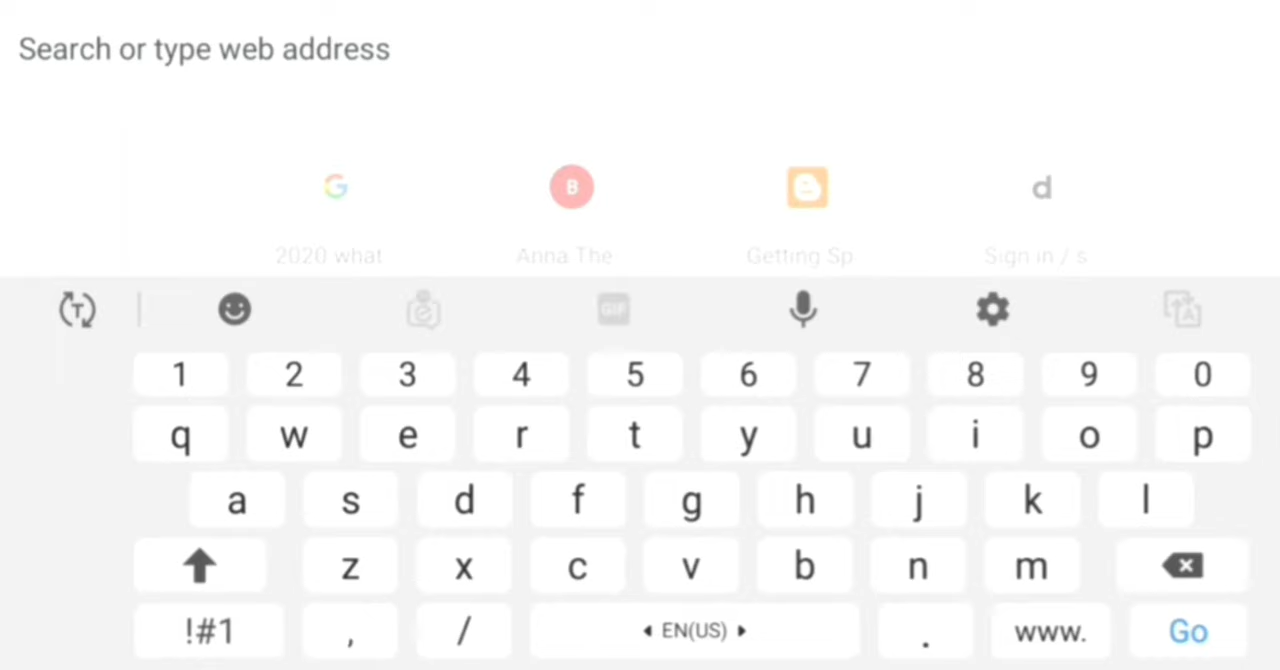 Search or type web address
G B d
2020 what Anna The Getting Sp Sign in / s
T GIF A
1 2 3 4 5 6 7 8 9 0
q w e r t y u i o p
a s d f g h j k l
z x c v b n m
!#1 , / EN(US) . www. Go